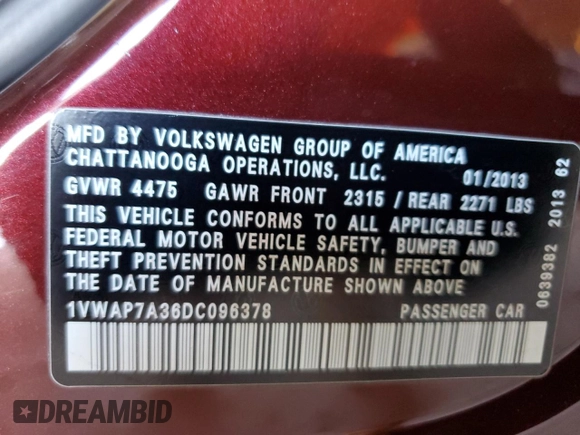 MFD BY VOLKSWAGEN GROUP OF AMERICA
CHATTANOOGA OPERATIONS, LLC. 01/2013
GVWR 4475 GAWR FRONT 2315 / REAR 2271 LBS
THIS VEHICLE CONFORMS TO ALL APPLICABLE U.S.
FEDERAL MOTOR VEHICLE SAFETY, BUMPER AND
THEFT PREVENTION STANDARDS IN EFFECT ON
THE DATE OF MANUFACTURE SHOWN ABOVE
1VWAP7A36DC096378 PASSENGER CAR
0639382 2013 62
DREAMBID